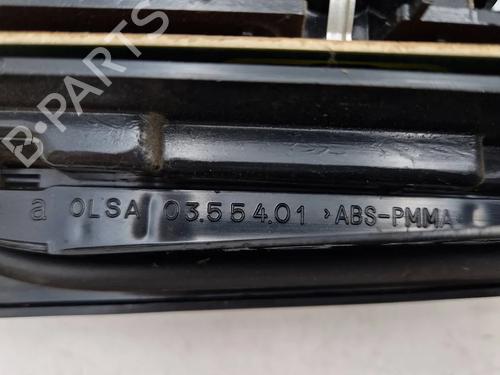 B-PARTS
a OLSA 03.554.01 >ABS-PMMA